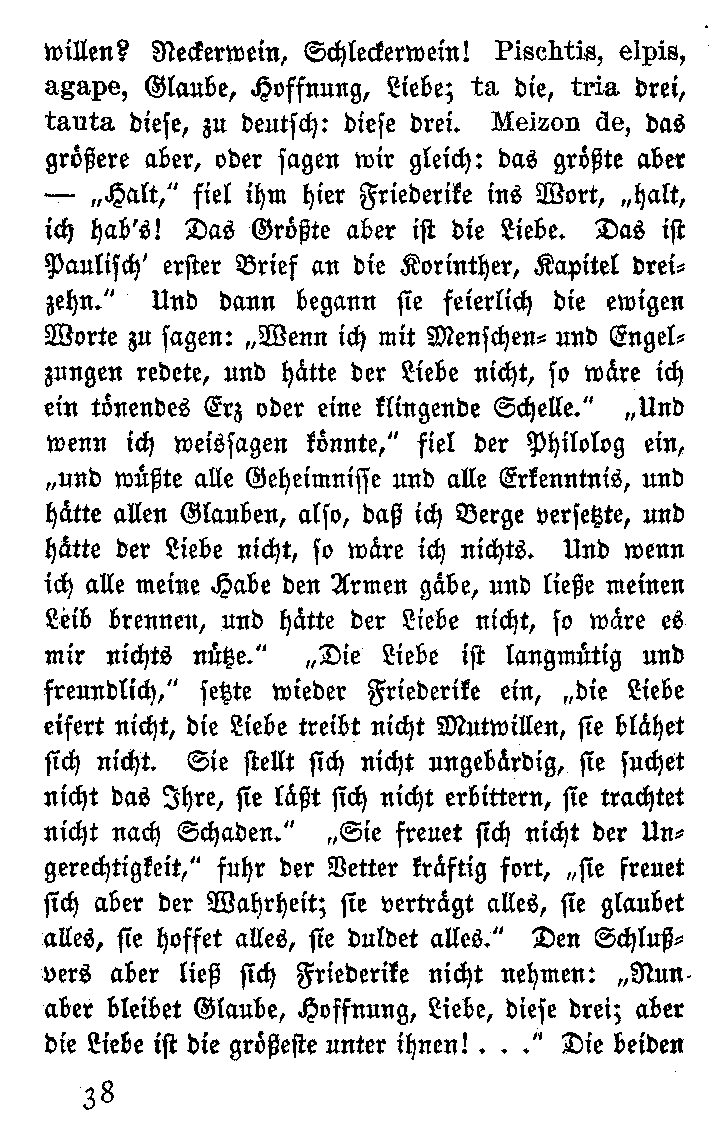 willen? Neckerwein, Schleckerwein! Pischtis, elpis,
agape, Glaube, Hoffnung, Liebe; ta die, tria drei,
tauta diese, zu deutsch: diese drei. Meizon de, das
größere aber, oder sagen wir gleich: das größte aber
— „Halt,“ fiel ihm hier Friederike ins Wort, „halt,
ich hab's! Das Größte aber ist die Liebe. Das ist
Paulisch' erster Brief an die Korinther, Kapitel drei-
zehn.“ Und dann begann sie feierlich die ewigen
Worte zu sagen: „Wenn ich mit Menschen- und Engel-
zungen redete, und hätte der Liebe nicht, so wäre ich
ein tönendes Erz oder eine klingende Schelle.“ „Und
wenn ich weissagen könnte,“ fiel der Philolog ein,
„und wüßte alle Geheimnisse und alle Erkenntnis, und
hätte allen Glauben, also, daß ich Berge versetzte, und
hätte der Liebe nicht, so wäre ich nichts. Und wenn
ich alle meine Habe den Armen gäbe, und ließe meinen
Leib brennen, und hätte der Liebe nicht, so wäre es
mir nichts nütze.“ „Die Liebe ist langmütig und
freundlich,“ setzte wieder Friederike ein, „die Liebe
eifert nicht, die Liebe treibt nicht Mutwillen, sie blähet
sich nicht. Sie stellt sich nicht ungebärdig, sie suchet
nicht das Ihre, sie läßt sich nicht erbittern, sie trachtet
nicht nach Schaden.“ „Sie freuet sich nicht der Un-
gerechtigkeit,“ fuhr der Vetter kräftig fort, „sie freuet
sich aber der Wahrheit; sie verträgt alles, sie glaubet
alles, sie hoffet alles, sie duldet alles.“ Den Schluß-
vers aber ließ sich Friederike nicht nehmen: „Nun
aber bleibet Glaube, Hoffnung, Liebe, diese drei; aber
die Liebe ist die größeste unter ihnen! . . .“ Die beiden
38